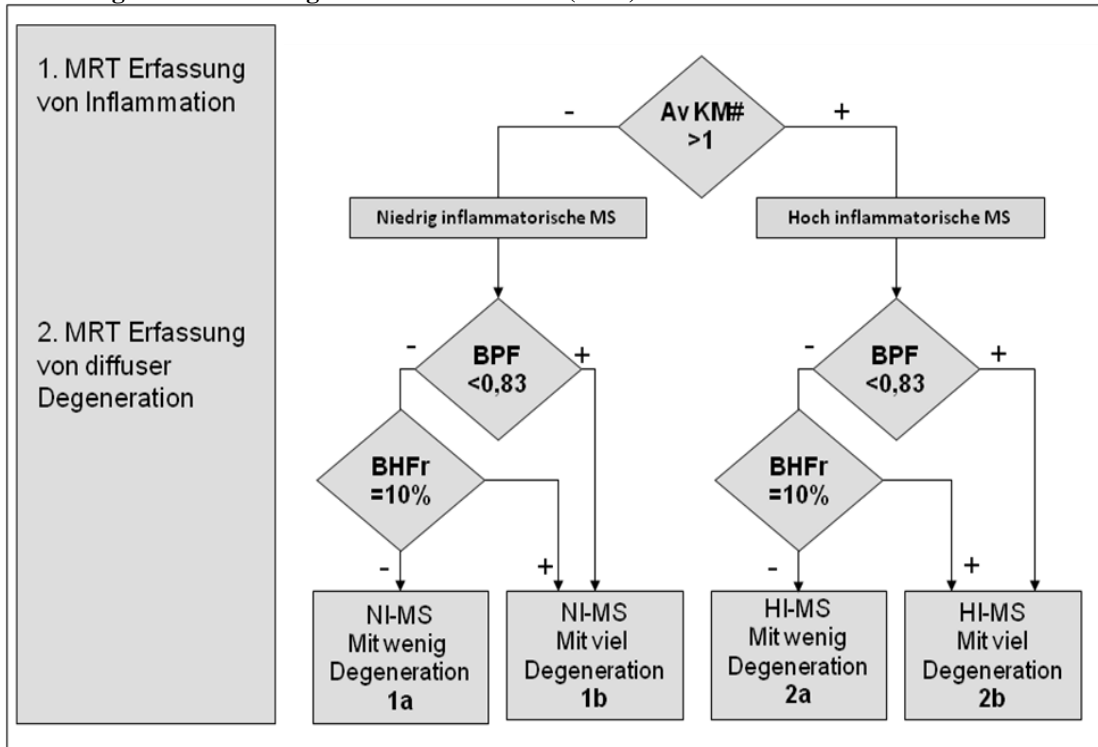 1. MRT Erfassung
von Inflammation
2. MRT Erfassung
von diffuser
Degeneration
Av KM#
>1
-
+
Niedrig inflammatorische MS
Hoch inflammatorische MS
-
BPF
<0,83
+
-
BPF
<0,83
+
BHFr
=10%
BHFr
=10%
-
+
-
+
NI-MS
Mit wenig
Degeneration
1a
NI-MS
Mit viel
Degeneration
1b
HI-MS
Mit wenig
Degeneration
2a
HI-MS
Mit viel
Degeneration
2b